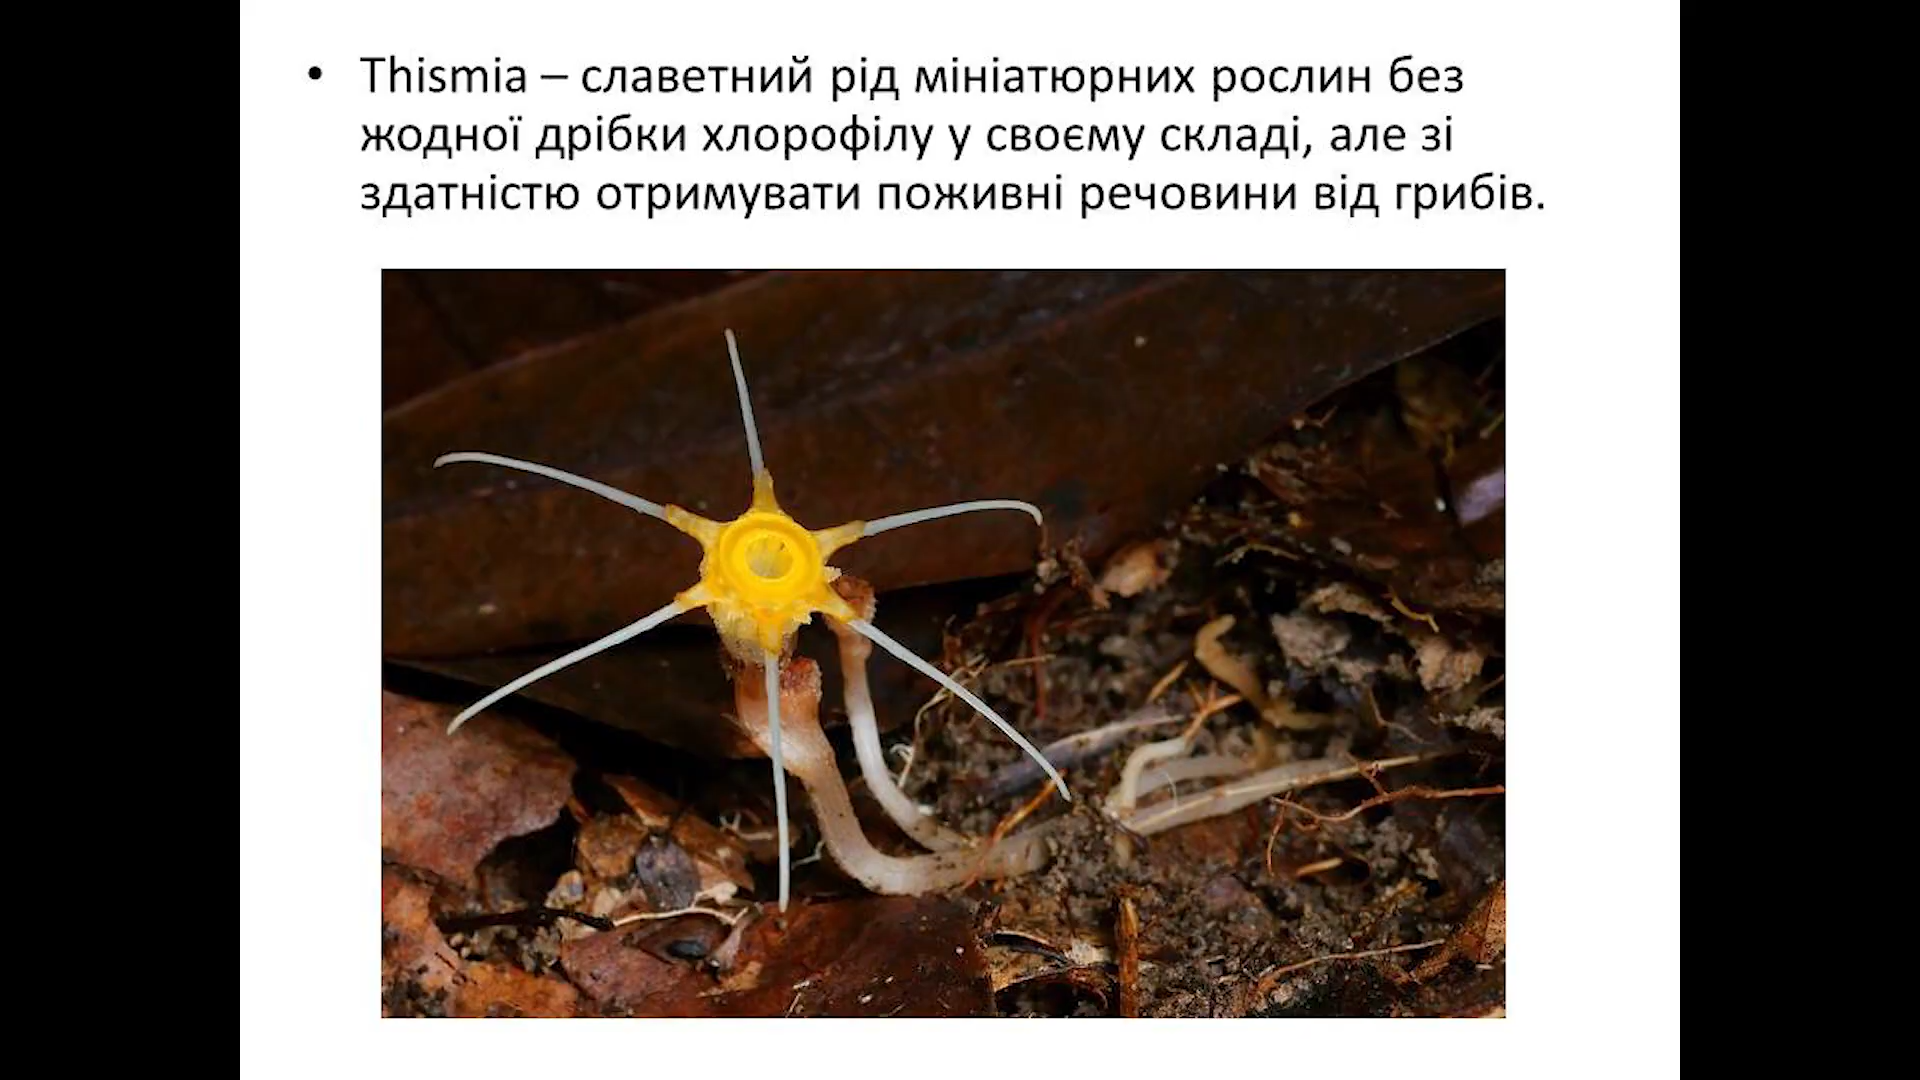 • Thismia – славетний рід мініатюрних рослин без
жодної дрібки хлорофілу у своєму складі, але зі
здатністю отримувати поживні речовини від грибів.